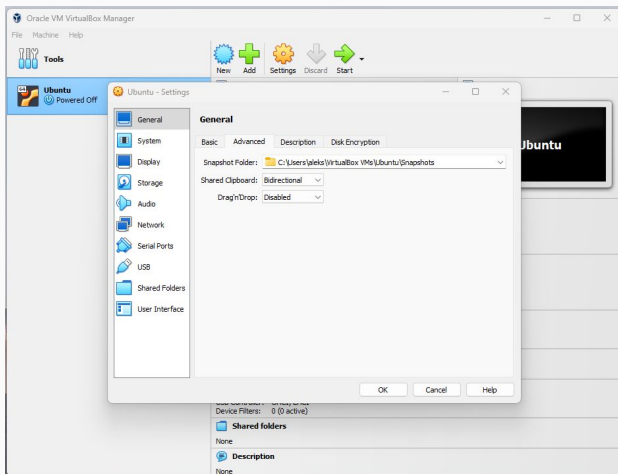 Oracle VM VirtualBox Manager
File Machine Help
Tools
New Add Settings Discard Start
64
Ubuntu
Powered Off
Ubuntu - Settings
General
System
Display
Storage
Audio
Network
Serial Ports
USB
Shared Folders
User Interface
General
Basic Advanced Description Disk Encryption
Snapshot Folder: C:\Users\aleks\VirtualBox VMs\Ubuntu\Snapshots
Shared Clipboard: Bidirectional
Drag'n'Drop: Disabled
OK Cancel Help
Ubuntu
Device Filters: 0 (0 active)
Shared folders
None
Description
None